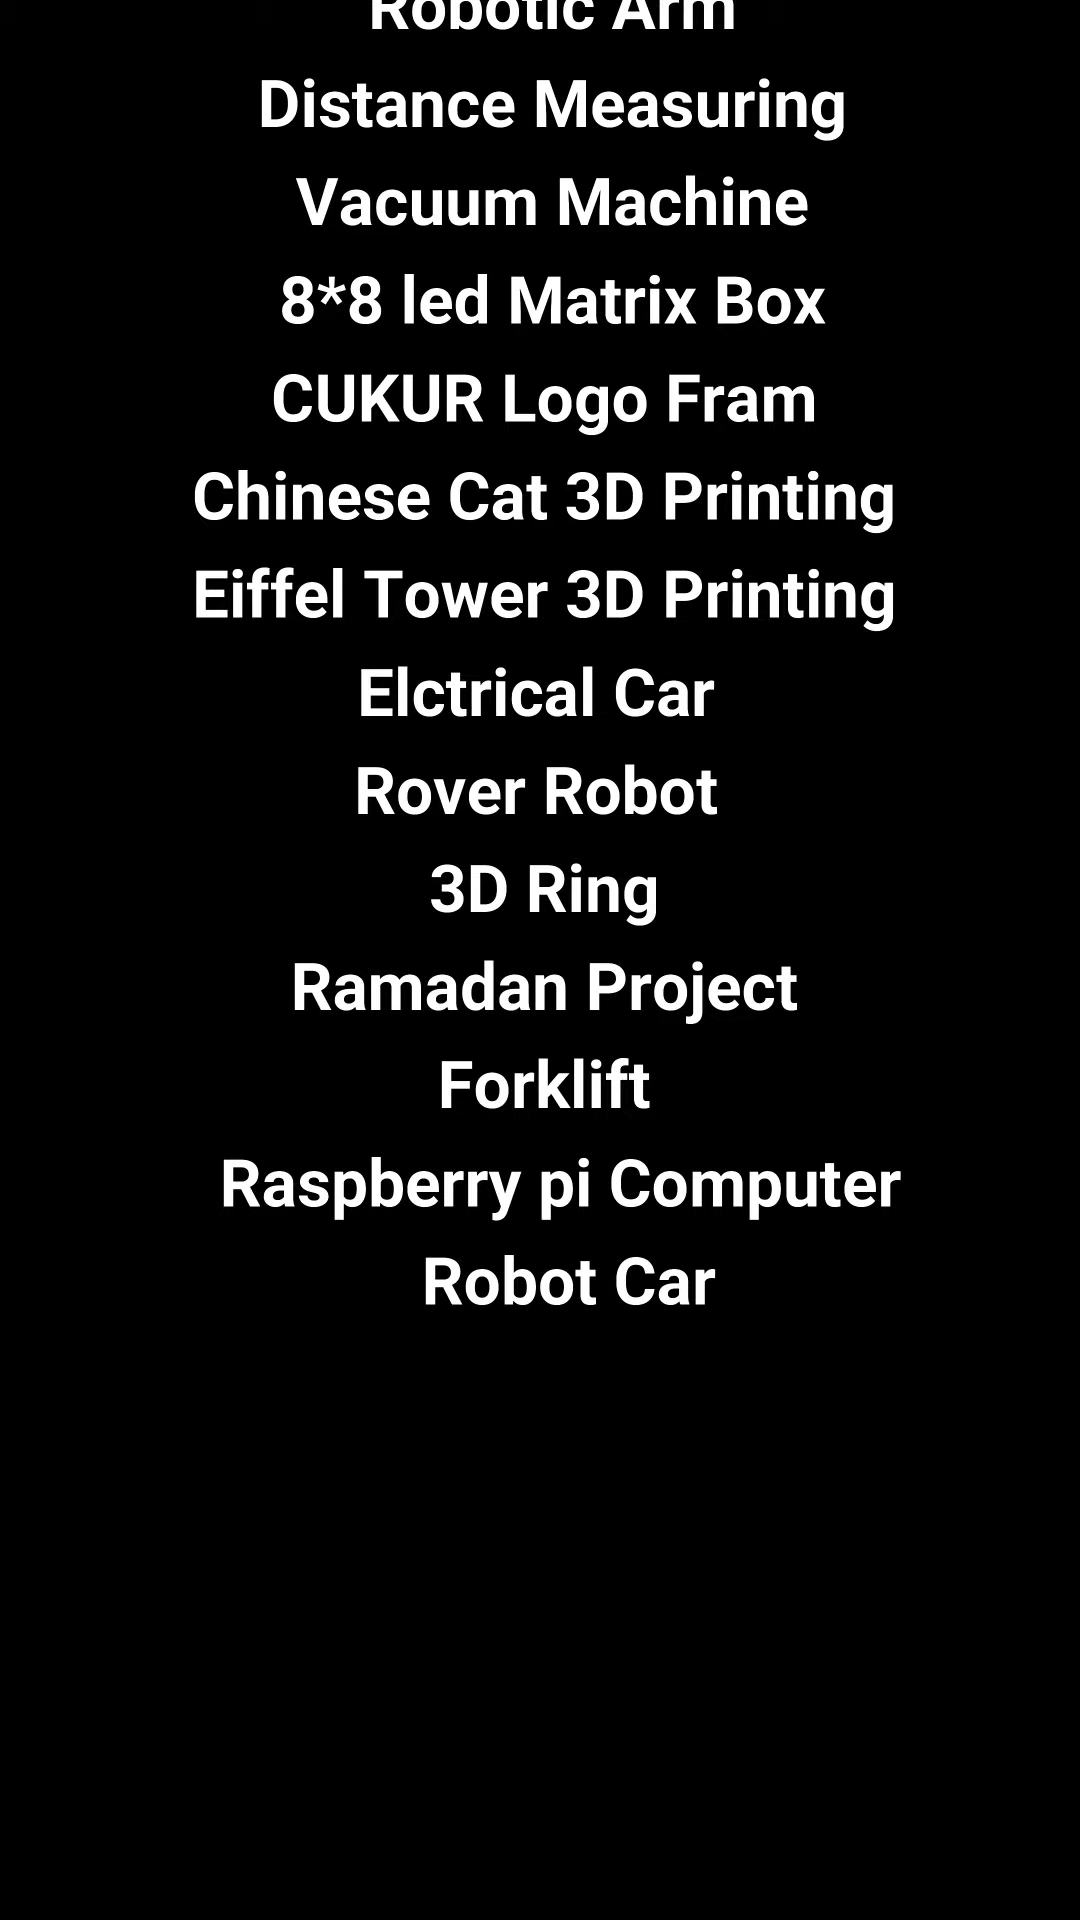 Robotic Arm
Distance Measuring
Vacuum Machine
8*8 led Matrix Box
CUKUR Logo Fram
Chinese Cat 3D Printing
Eiffel Tower 3D Printing
Elctrical Car
Rover Robot
3D Ring
Ramadan Project
Forklift
Raspberry pi Computer
Robot Car